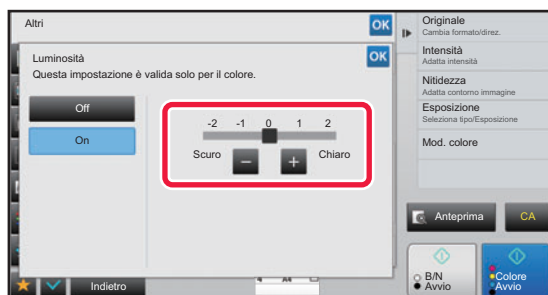 Altri
OK
Luminosità
OK
Questa impostazione è valida solo per il colore.
Off
On
-2 -1 0 1 2
Scuro − + Chiaro
Indietro
A4
Originale
Cambia formato/direz.
Intensità
Adatta intensità
Nitidezza
Adatta contorno immagine
Esposizione
Seleziona tipo/Esposizione
Mod. colore
Anteprima
CA
B/N
Avvio
Colore
Avvio